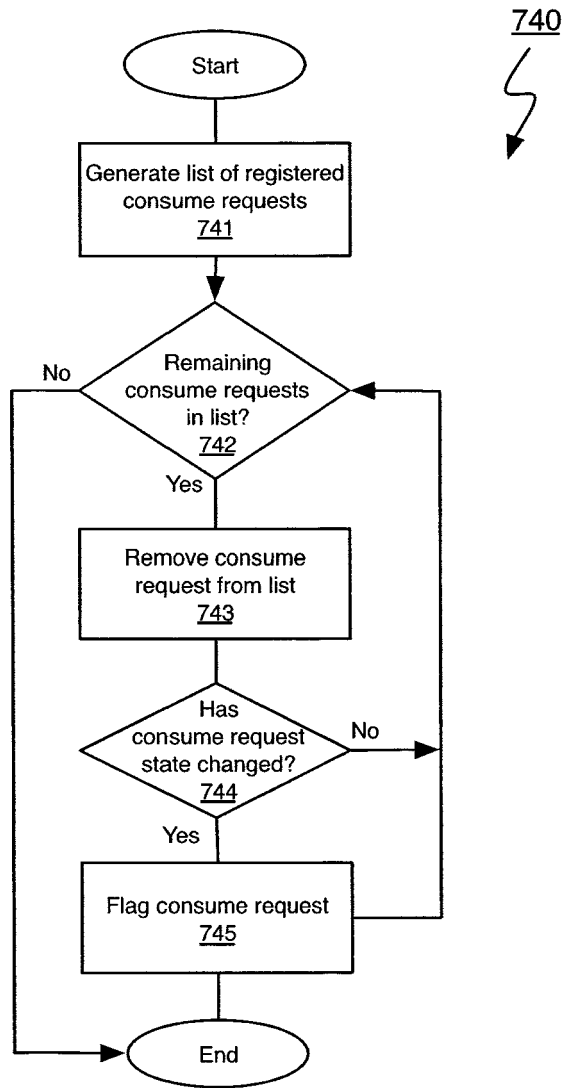 740
Start
Generate list of registered
consume requests
741
Remaining
consume requests
in list?
742
No
Yes
Remove consume
request from list
743
Has
consume request
state changed?
744
No
Yes
Flag consume request
745
End